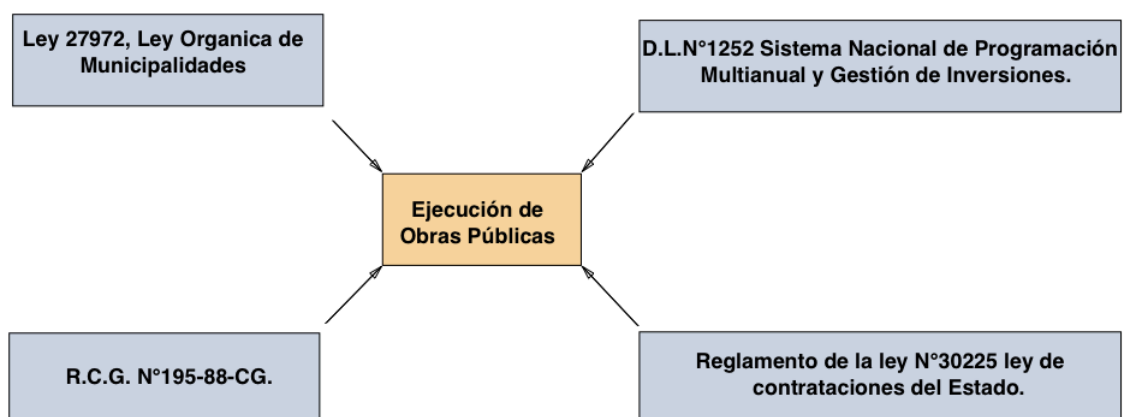 Ley 27972, Ley Organica de
Municipalidades
D.L.N°1252 Sistema Nacional de Programación
Multianual y Gestión de Inversiones.
Ejecución de
Obras Públicas
R.C.G. N°195-88-CG.
Reglamento de la ley N°30225 ley de
contrataciones del Estado.